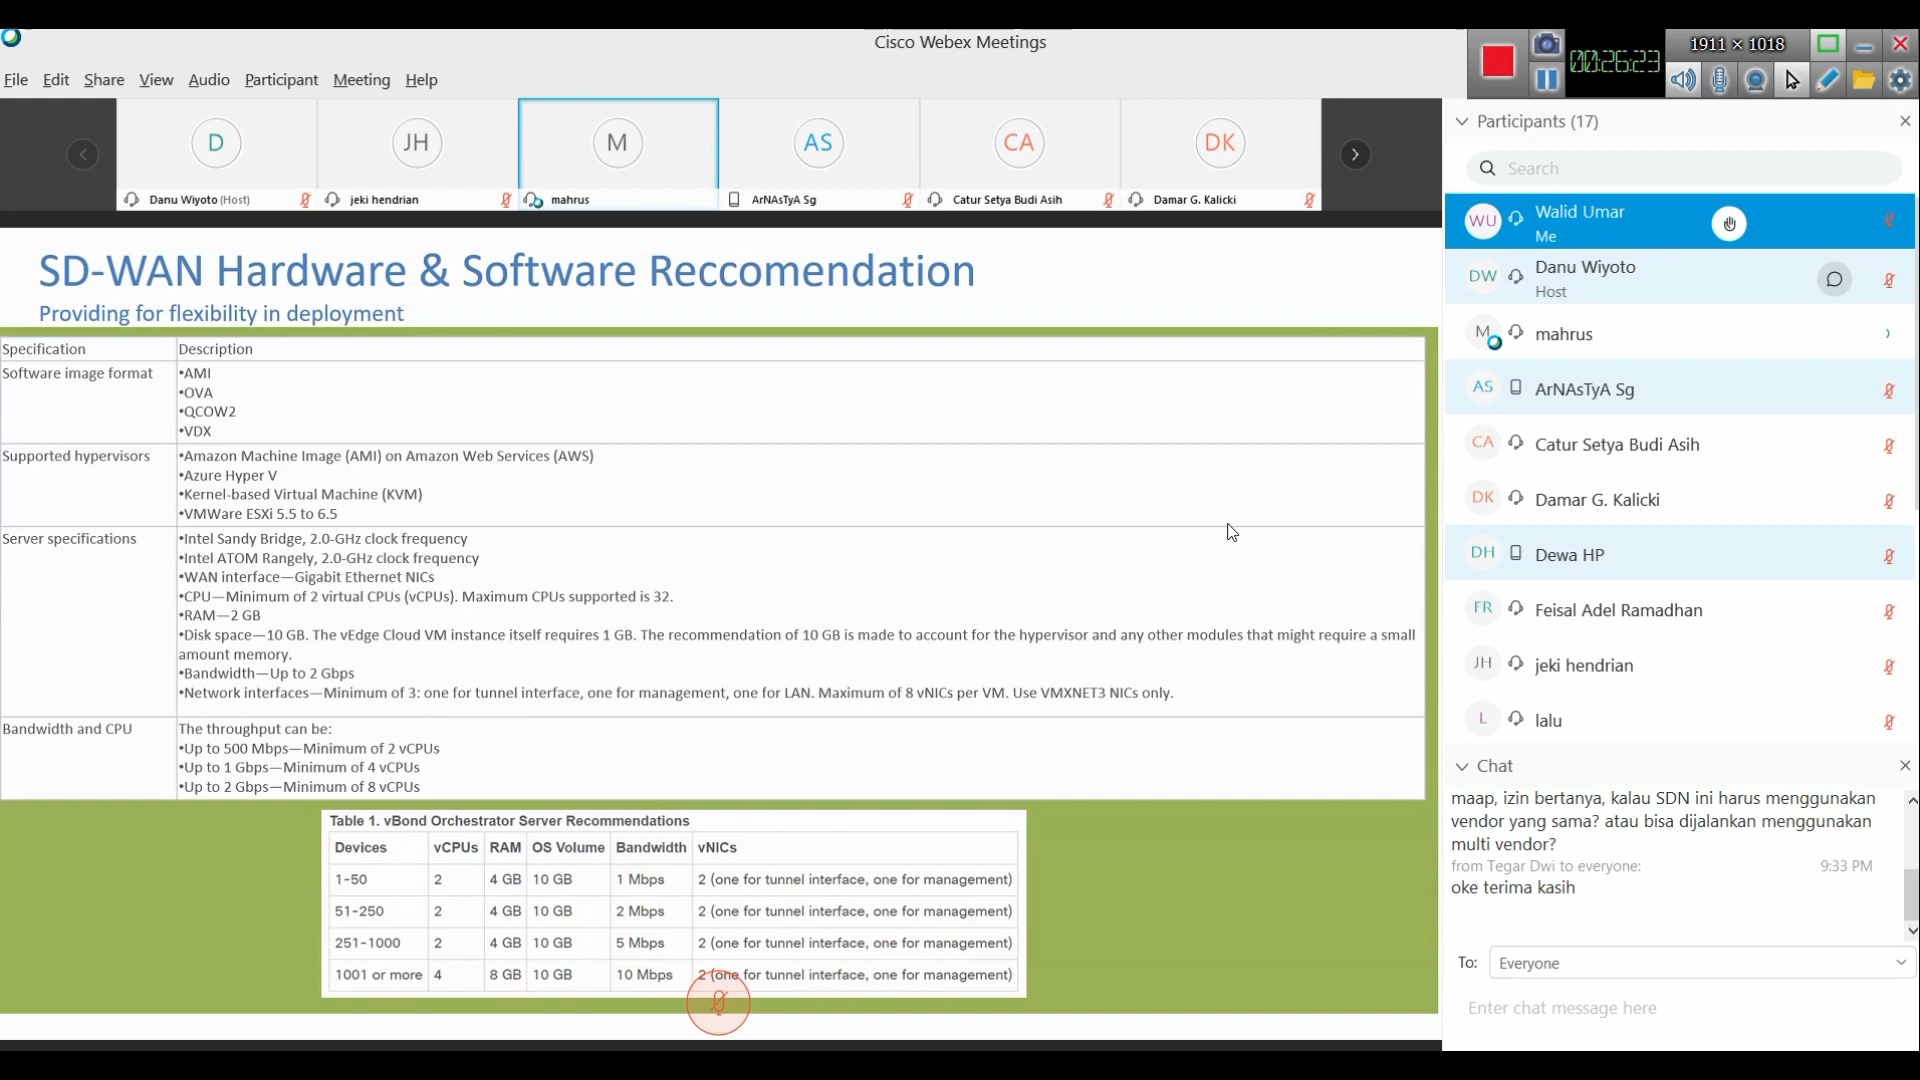 Cisco Webex Meetings
1911 × 1018
00:26:23
File Edit Share View Audio Participant Meeting Help
D
JH
M
AS
CA
DK
Danu Wiyoto (Host)
jeki hendrian
mahrus
ArNAsTyA Sg
Catur Setya Budi Asih
Damar G. Kalicki
SD-WAN Hardware & Software Reccomendation
Providing for flexibility in deployment
Specification Description
Software image format •AMI
•OVA
•QCOW2
•VDX
Supported hypervisors •Amazon Machine Image (AMI) on Amazon Web Services (AWS)
•Azure Hyper V
•Kernel-based Virtual Machine (KVM)
•VMWare ESXi 5.5 to 6.5
Server specifications •Intel Sandy Bridge, 2.0-GHz clock frequency
•Intel ATOM Rangely, 2.0-GHz clock frequency
•WAN interface—Gigabit Ethernet NICs
•CPU—Minimum of 2 virtual CPUs (vCPUs). Maximum CPUs supported is 32.
•RAM—2 GB
•Disk space—10 GB. The vEdge Cloud VM instance itself requires 1 GB. The recommendation of 10 GB is made to account for the hypervisor and any other modules that might require a small
amount memory.
•Bandwidth—Up to 2 Gbps
•Network interfaces—Minimum of 3: one for tunnel interface, one for management, one for LAN. Maximum of 8 vNICs per VM. Use VMXNET3 NICs only.
Bandwidth and CPU The throughput can be:
•Up to 500 Mbps—Minimum of 2 vCPUs
•Up to 1 Gbps—Minimum of 4 vCPUs
•Up to 2 Gbps—Minimum of 8 vCPUs
Table 1. vBond Orchestrator Server Recommendations
Devices vCPUs RAM OS Volume Bandwidth vNICs
1-50 2 4 GB 10 GB 1 Mbps 2 (one for tunnel interface, one for management)
51-250 2 4 GB 10 GB 2 Mbps 2 (one for tunnel interface, one for management)
251-1000 2 4 GB 10 GB 5 Mbps 2 (one for tunnel interface, one for management)
1001 or more 4 8 GB 10 GB 10 Mbps 2 (one for tunnel interface, one for management)
Participants (17)
Search
WU Walid Umar
Me
DW Danu Wiyoto
Host
M mahrus
AS ArNAsTyA Sg
CA Catur Setya Budi Asih
DK Damar G. Kalicki
DH Dewa HP
FR Feisal Adel Ramadhan
JH jeki hendrian
L lalu
Chat
maap, izin bertanya, kalau SDN ini harus menggunakan
vendor yang sama? atau bisa dijalankan menggunakan
multi vendor?
from Tegar Dwi to everyone: 9:33 PM
oke terima kasih
To: Everyone
Enter chat message here